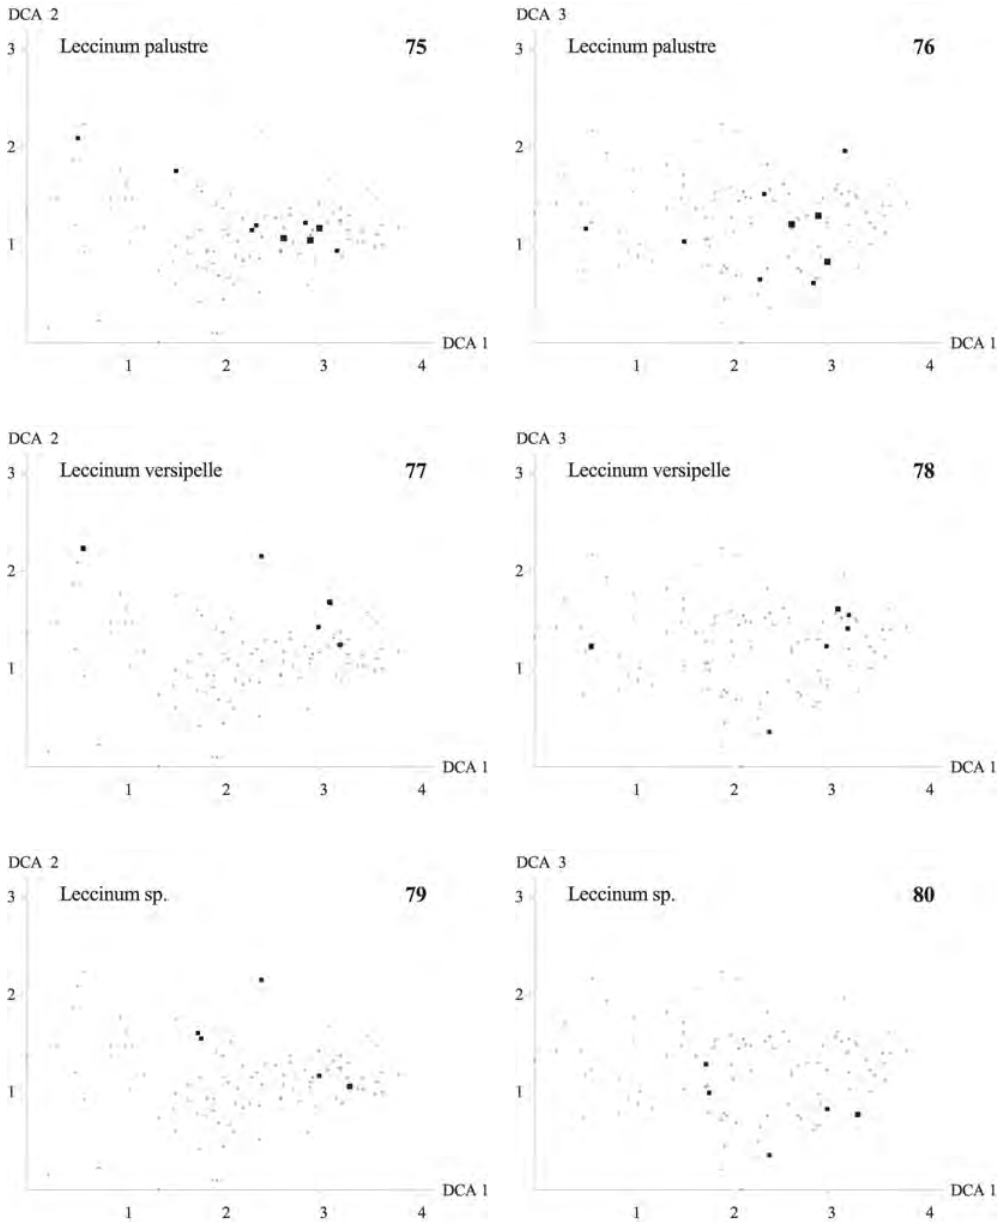 DCA 2
Leccinum palustre 75
3
2
1
DCA 1
1 2 3 4
DCA 3
Leccinum palustre 76
3
2
1
DCA 1
1 2 3 4
DCA 2
Leccinum versipelle 77
3
2
1
DCA 1
1 2 3 4
DCA 3
Leccinum versipelle 78
3
2
1
DCA 1
1 2 3 4
DCA 2
Leccinum sp. 79
3
2
1
DCA 1
1 2 3 4
DCA 3
Leccinum sp. 80
3
2
1
DCA 1
1 2 3 4